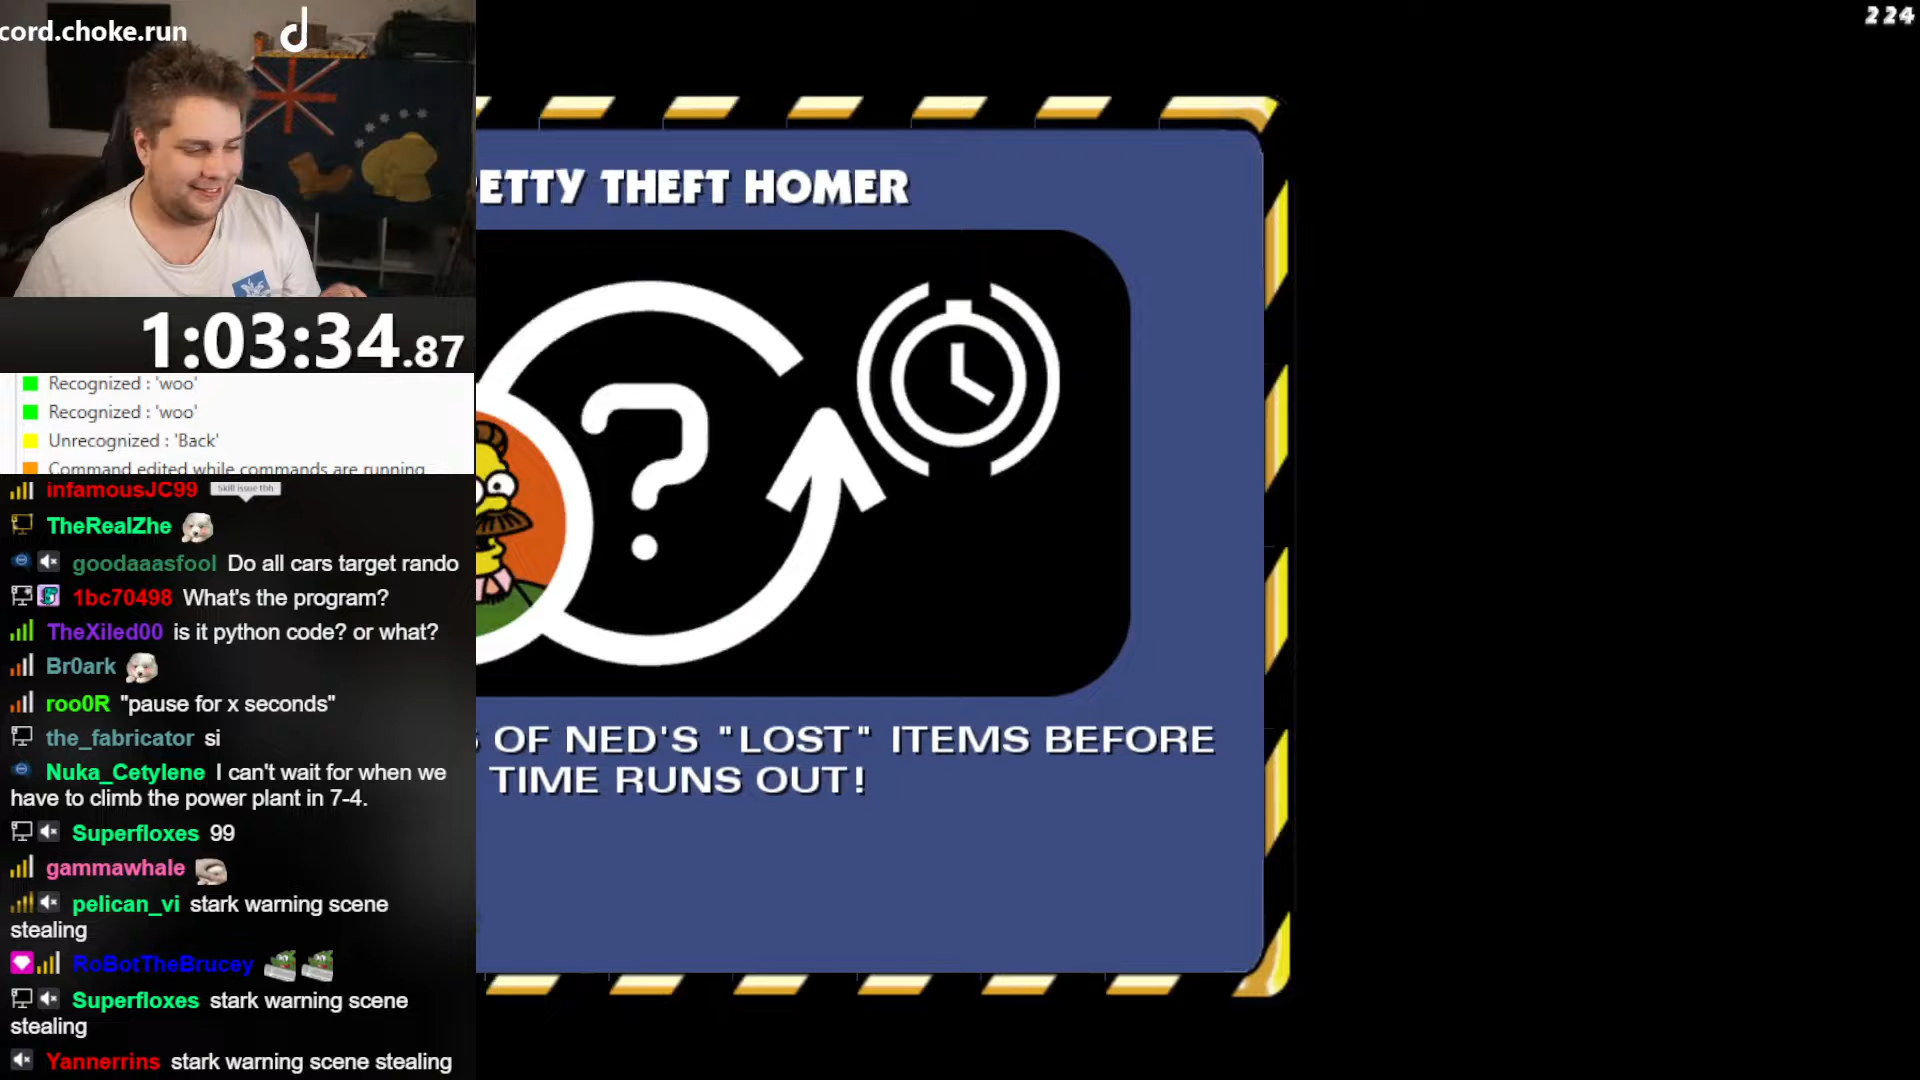 cord.choke.run
224
ETTY THEFT HOMER
1:03:34.87
Recognized : 'woo'
Recognized : 'woo'
Unrecognized : 'Back'
Command edited while commands are running
infamousJC99 Skill issue tbh
TheRealZhe
goodaaasfool Do all cars target rando
1bc70498 What's the program?
TheXiled00 is it python code? or what?
Br0ark
roo0R "pause for x seconds"
the_fabricator si
Nuka_Cetylene I can't wait for when we
have to climb the power plant in 7-4.
Superfloxes 99
gammawhale
pelican_vi stark warning scene
stealing
RoBotTheBrucey
Superfloxes stark warning scene
stealing
Yannerrins stark warning scene stealing
OF NED'S "LOST" ITEMS BEFORE
TIME RUNS OUT!